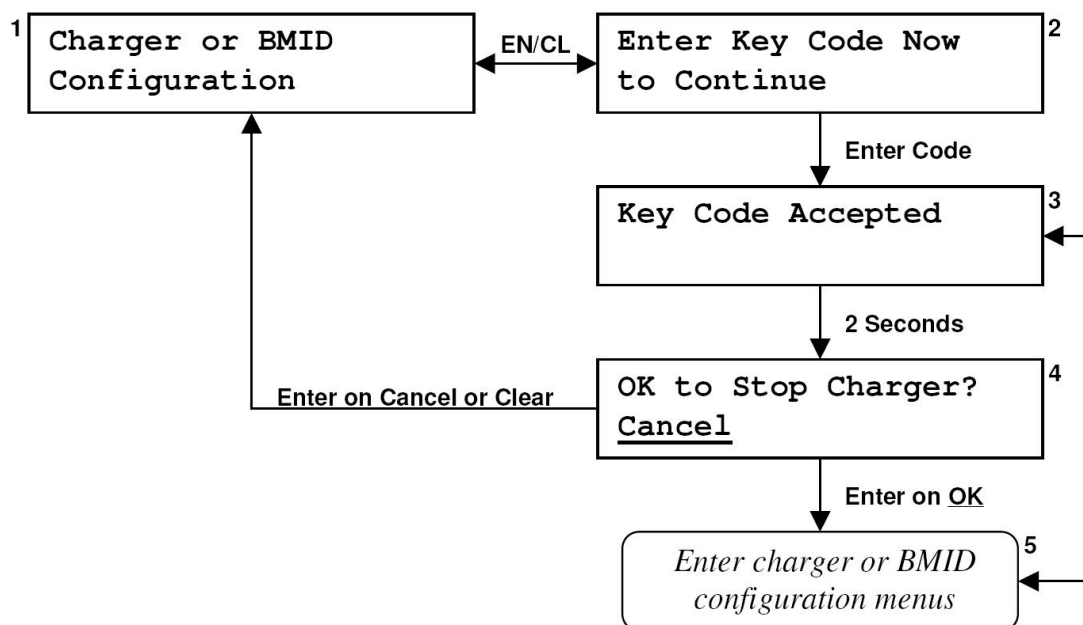 1
Charger or BMID
Configuration
EN/CL
2
Enter Key Code Now
to Continue
Enter Code
3
Key Code Accepted
2 Seconds
4
OK to Stop Charger?
Cancel
Enter on Cancel or Clear
Enter on OK
5
Enter charger or BMID
configuration menus